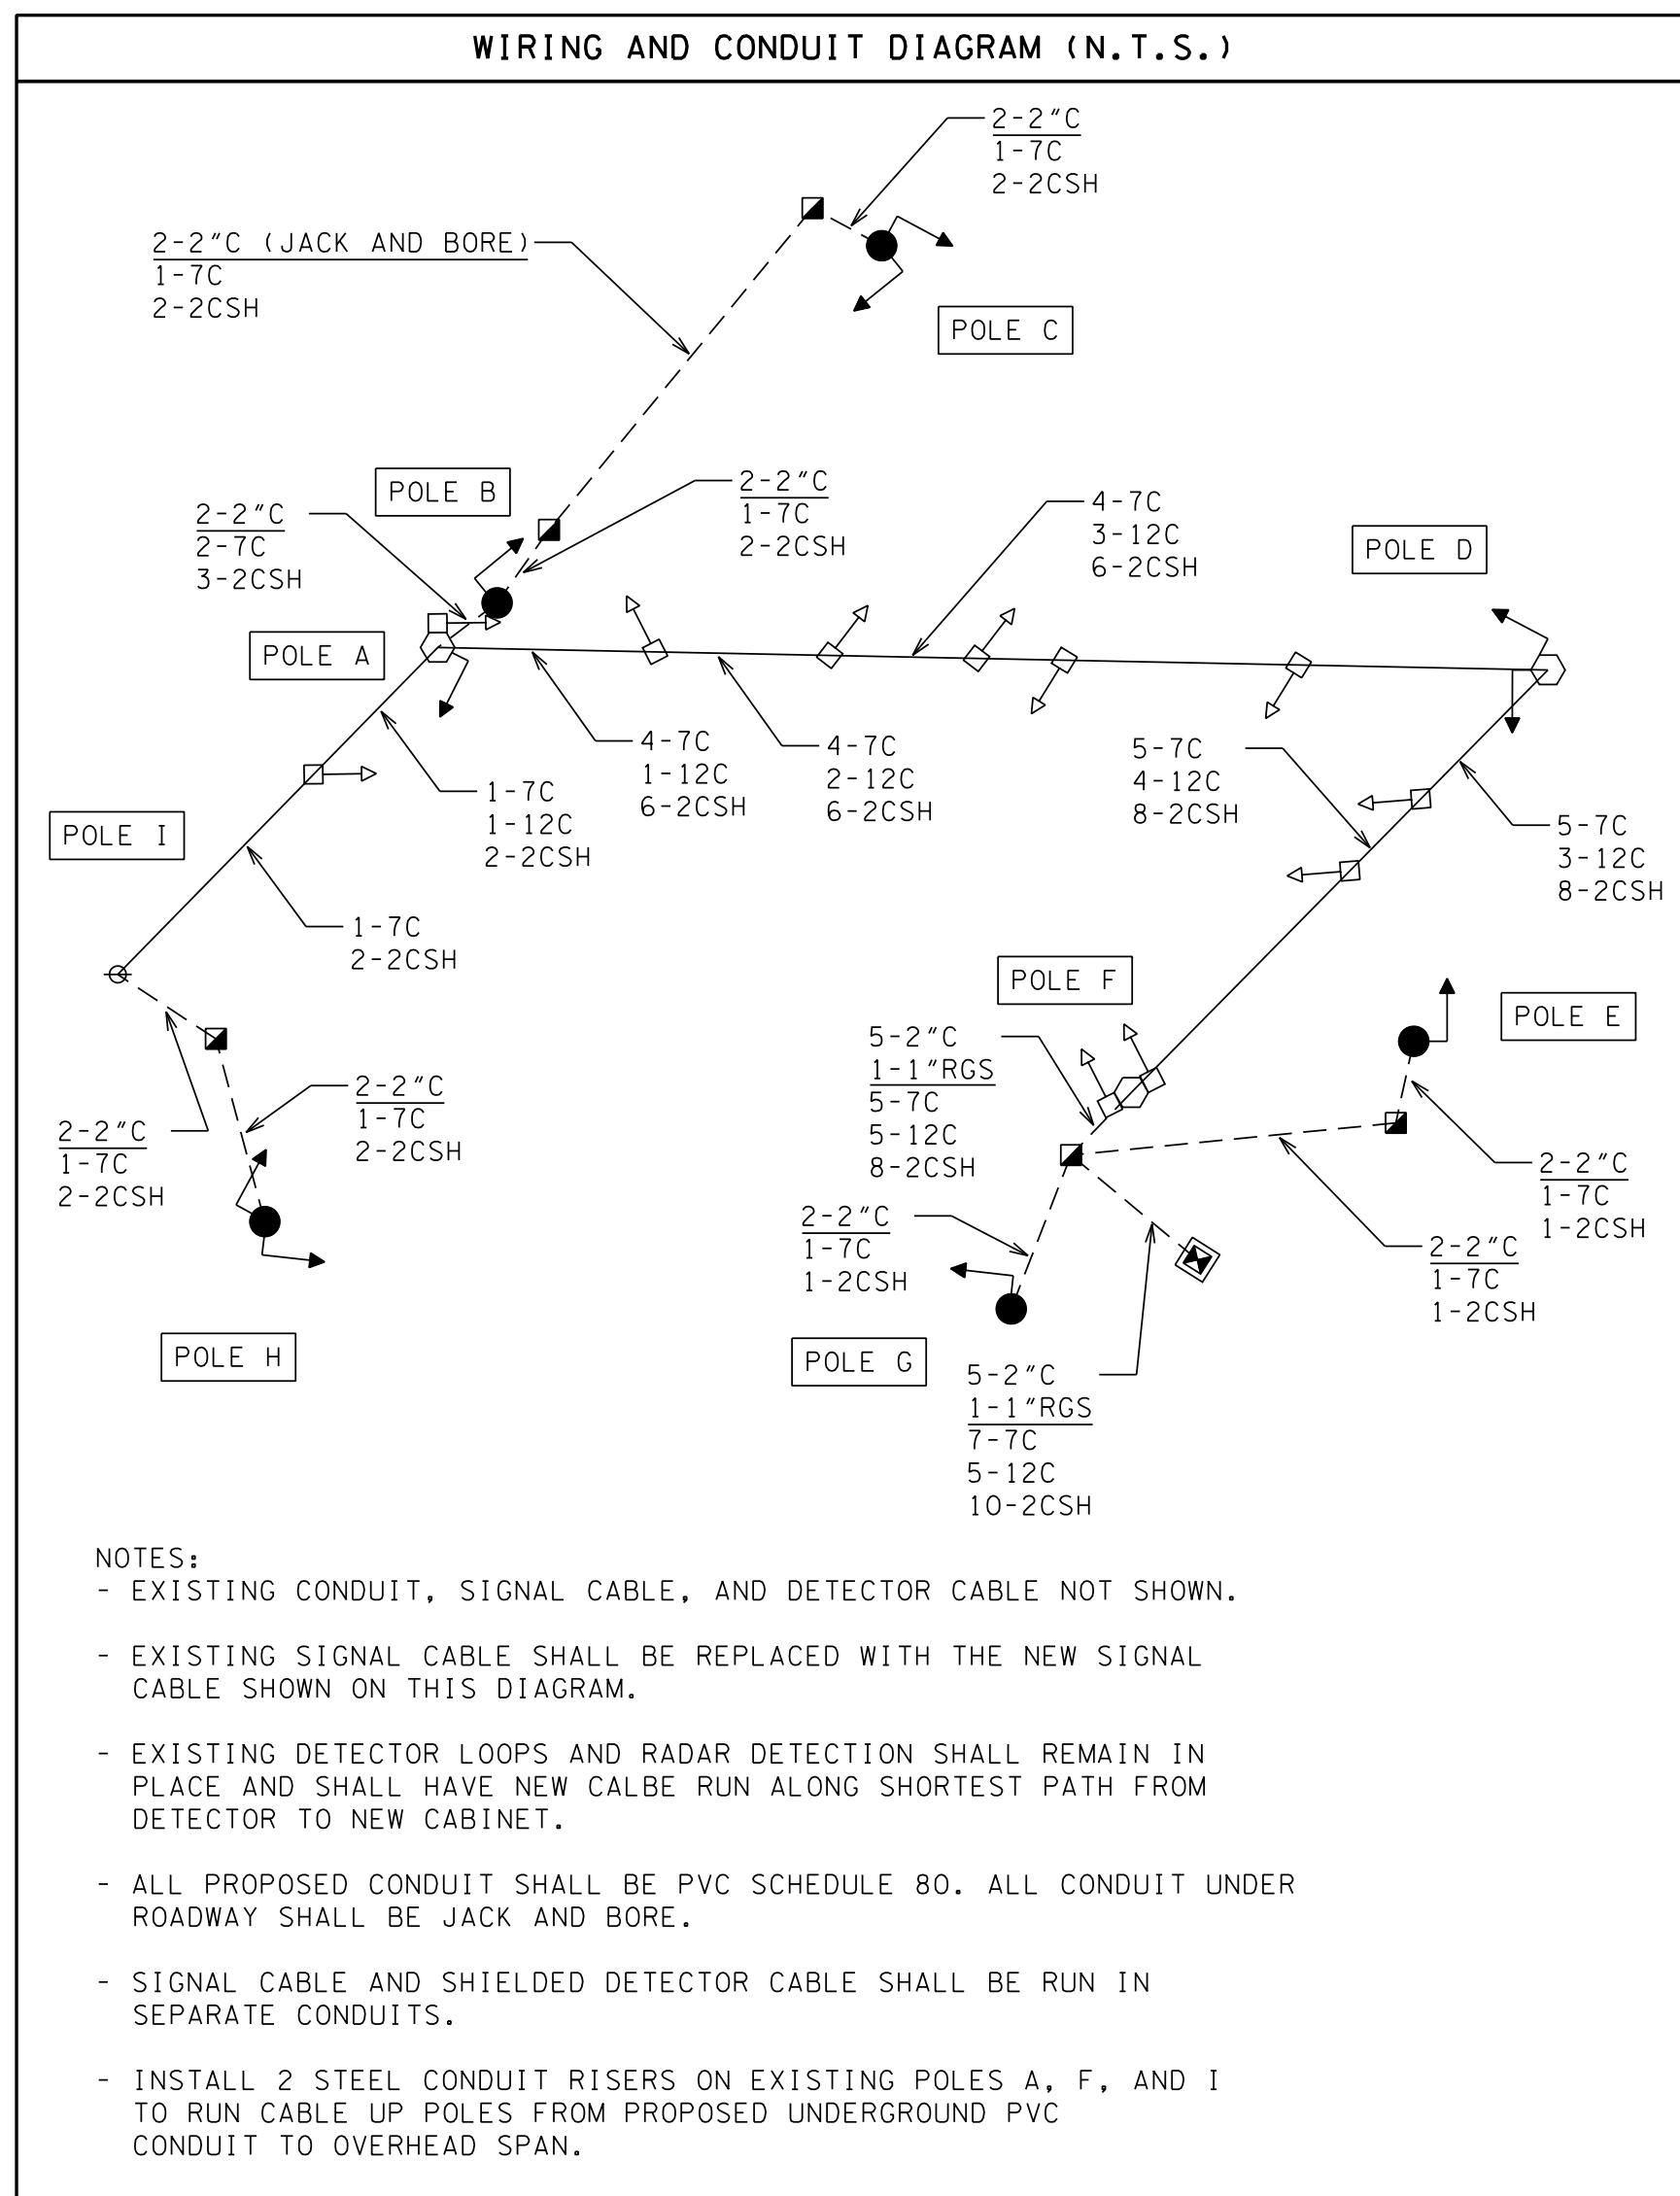 WIRING AND CONDUIT DIAGRAM (N.T.S.)
2-2"C
1-7C
2-2CSH
2-2"C (JACK AND BORE)
1-7C
2-2CSH
POLE C
POLE B
2-2"C
1-7C
2-2CSH
2-2"C
2-7C
3-2CSH
4-7C
3-12C
6-2CSH
POLE D
POLE A
4-7C
1-12C
6-2CSH
4-7C
2-12C
6-2CSH
5-7C
4-12C
8-2CSH
1-7C
1-12C
2-2CSH
5-7C
3-12C
8-2CSH
POLE I
1-7C
2-2CSH
POLE F
POLE E
5-2"C
1-1"RGS
5-7C
5-12C
8-2CSH
2-2"C
1-7C
2-2CSH
2-2"C
1-7C
2-2CSH
2-2"C
1-7C
1-2CSH
2-2"C
1-7C
1-2CSH
2-2"C
1-7C
1-2CSH
POLE H
POLE G
5-2"C
1-1"RGS
7-7C
5-12C
10-2CSH
NOTES:
- EXISTING CONDUIT, SIGNAL CABLE, AND DETECTOR CABLE NOT SHOWN.
- EXISTING SIGNAL CABLE SHALL BE REPLACED WITH THE NEW SIGNAL
CABLE SHOWN ON THIS DIAGRAM.
- EXISTING DETECTOR LOOPS AND RADAR DETECTION SHALL REMAIN IN
PLACE AND SHALL HAVE NEW CALBE RUN ALONG SHORTEST PATH FROM
DETECTOR TO NEW CABINET.
- ALL PROPOSED CONDUIT SHALL BE PVC SCHEDULE 80. ALL CONDUIT UNDER
ROADWAY SHALL BE JACK AND BORE.
- SIGNAL CABLE AND SHIELDED DETECTOR CABLE SHALL BE RUN IN
SEPARATE CONDUITS.
- INSTALL 2 STEEL CONDUIT RISERS ON EXISTING POLES A, F, AND I
TO RUN CABLE UP POLES FROM PROPOSED UNDERGROUND PVC
CONDUIT TO OVERHEAD SPAN.